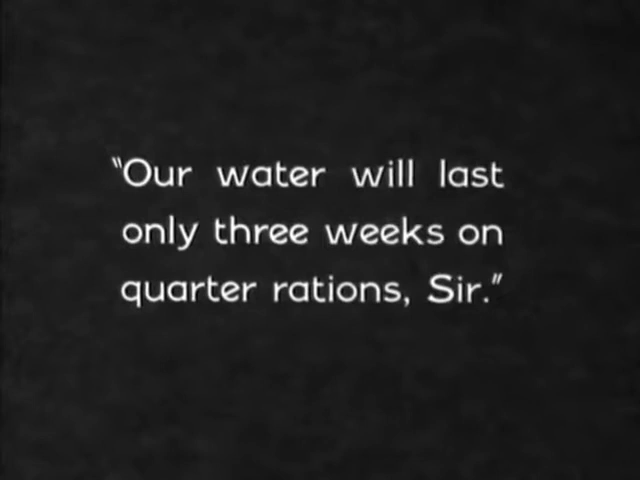 "Our water will last
only three weeks on
quarter rations, Sir."